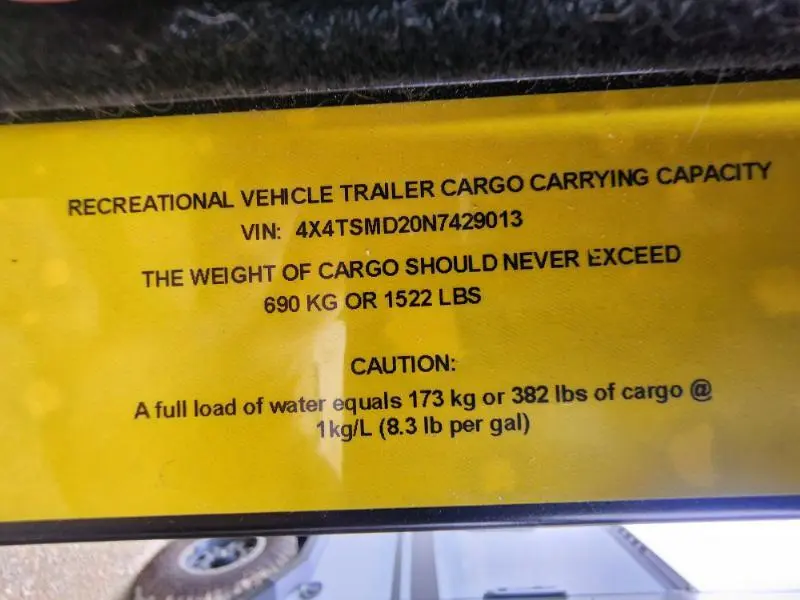 RECREATIONAL VEHICLE TRAILER CARGO CARRYING CAPACITY
VIN: 4X4TSMD20N7429013
THE WEIGHT OF CARGO SHOULD NEVER EXCEED
690 KG OR 1522 LBS
CAUTION:
A full load of water equals 173 kg or 382 lbs of cargo @
1kg/L (8.3 lb per gal)